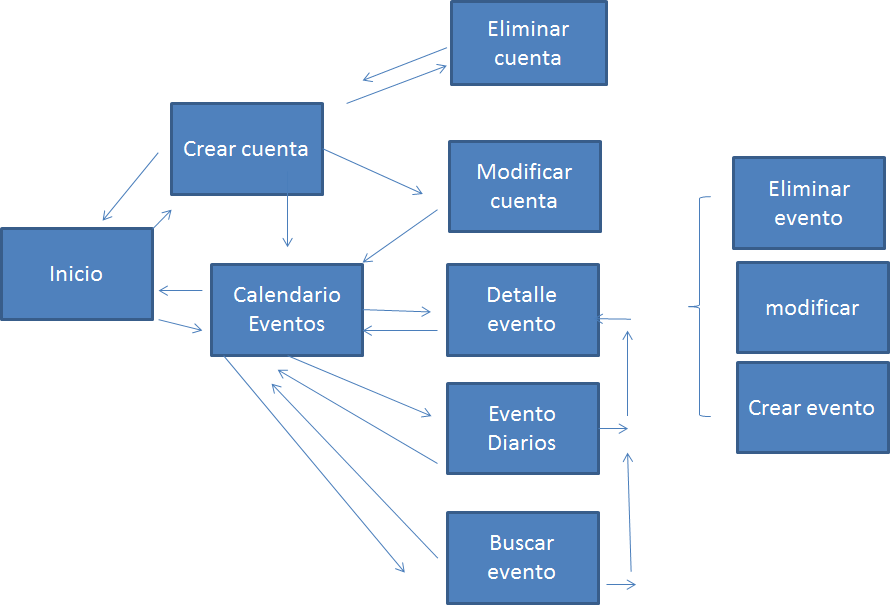 Eliminar
cuenta
Crear cuenta
Modificar
cuenta
Eliminar
evento
Inicio
Calendario
Eventos
Detalle
evento
modificar
Evento
Diarios
Crear evento
Buscar
evento